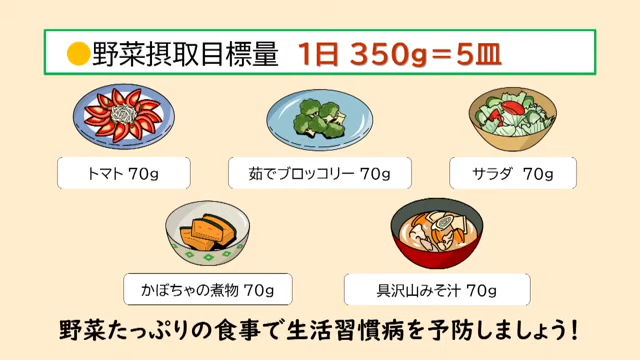 ●野菜摂取目標量 1日 350g＝5皿
トマト 70g
茹でブロッコリー 70g
サラダ 70g
かぼちゃの煮物 70g
具沢山みそ汁 70g
野菜たっぷりの食事で生活習慣病を予防しましょう!